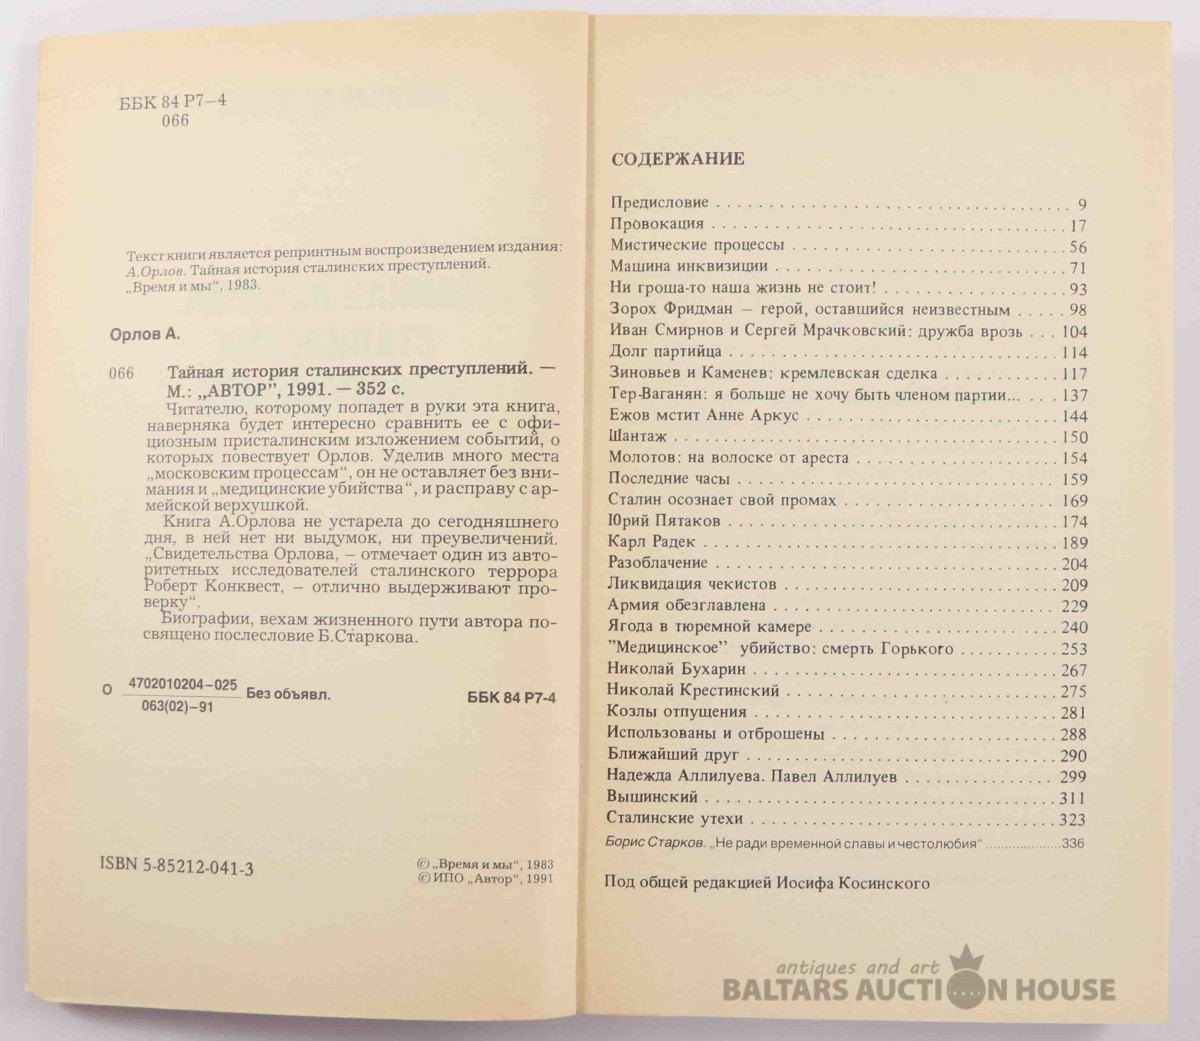 ББК 84 Р7–4
066
Текст книги является репринтным воспроизведением издания:
А.Орлов. Тайная история сталинских преступлений.
„Время и мы“, 1983.
Орлов А.
066 Тайная история сталинских преступлений. —
М.: „АВТОР”, 1991. — 352 с.
Читателю, которому попадет в руки эта книга,
наверняка будет интересно сравнить ее с офи-
циозным присталинским изложением событий, о
которых повествует Орлов. Уделив много места
„московским процессам“, он не оставляет без вни-
мания и „медицинские убийства“, и расправу с ар-
мейской верхушкой.
Книга А.Орлова не устарела до сегодняшнего
дня, в ней нет ни выдумок, ни преувеличений.
„Свидетельства Орлова, – отмечает один из авто-
ритетных исследователей сталинского террора
Роберт Конквест, – отлично выдерживают про-
верку“.
Биографии, вехам жизненного пути автора по-
священо послесловие Б.Старкова.
О 4702010204–025 Без объявл. ББК 84 Р7-4
063(02)–91
ISBN 5-85212-041-3
© „Время и мы“, 1983
© ИПО „Автор“, 1991
СОДЕРЖАНИЕ
Предисловие . . . . . . . . . . 9
Провокация . . . . . . . . . . 17
Мистические процессы . . . . . . . . . . 56
Машина инквизиции . . . . . . . . . . 71
Ни гроша-то наша жизнь не стоит! . . . . . . . . . . 93
Зорох Фридман – герой, оставшийся неизвестным . . . . . 98
Иван Смирнов и Сергей Мрачковский: дружба врозь . . . 104
Долг партийца . . . . . . . . . . 114
Зиновьев и Каменев: кремлевская сделка . . . . . . . . . . 117
Тер-Ваганян: я больше не хочу быть членом партии... . . . 137
Ежов мстит Анне Аркус . . . . . . . . . . 144
Шантаж . . . . . . . . . . 150
Молотов: на волоске от ареста . . . . . . . . . . 154
Последние часы . . . . . . . . . . 159
Сталин осознает свой промах . . . . . . . . . . 169
Юрий Пятаков . . . . . . . . . . 174
Карл Радек . . . . . . . . . . 189
Разоблачение . . . . . . . . . . 204
Ликвидация чекистов . . . . . . . . . . 209
Армия обезглавлена . . . . . . . . . . 229
Ягода в тюремной камере . . . . . . . . . . 240
”Медицинское” убийство: смерть Горького . . . . . . . . . . 253
Николай Бухарин . . . . . . . . . . 267
Николай Крестинский . . . . . . . . . . 275
Козлы отпущения . . . . . . . . . . 281
Использованы и отброшены . . . . . . . . . . 288
Ближайший друг . . . . . . . . . . 290
Надежда Аллилуева. Павел Аллилуев . . . . . . . . . . 299
Вышинский . . . . . . . . . . 311
Сталинские утехи . . . . . . . . . . 323
Борис Старков. „Не ради временной славы и честолюбия“ .................... 336
Под общей редакцией Иосифа Косинского
antiques and art
BALTARS AUCTION HOUSE